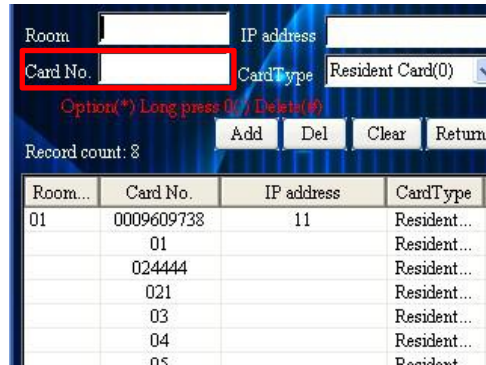 Room IP address
Card No. CardType Resident Card(0)
Option(*) Long press 0(.) Delete(#)
Add Del Clear Return
Record count: 8
Room... Card No. IP address CardType
01 0009609738 11 Resident...
01 Resident...
024444 Resident...
021 Resident...
03 Resident...
04 Resident...
05 Resident...